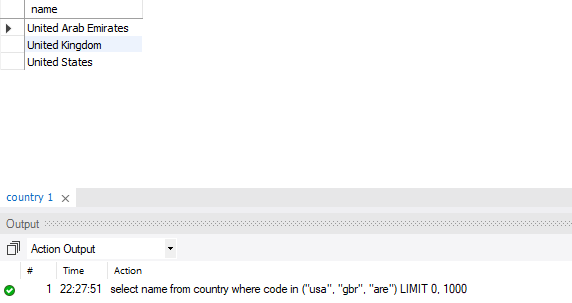 name
United Arab Emirates
United Kingdom
United States
country 1
Output
Action Output
# Time Action
1 22:27:51 select name from country where code in ("usa", "gbr", "are") LIMIT 0, 1000